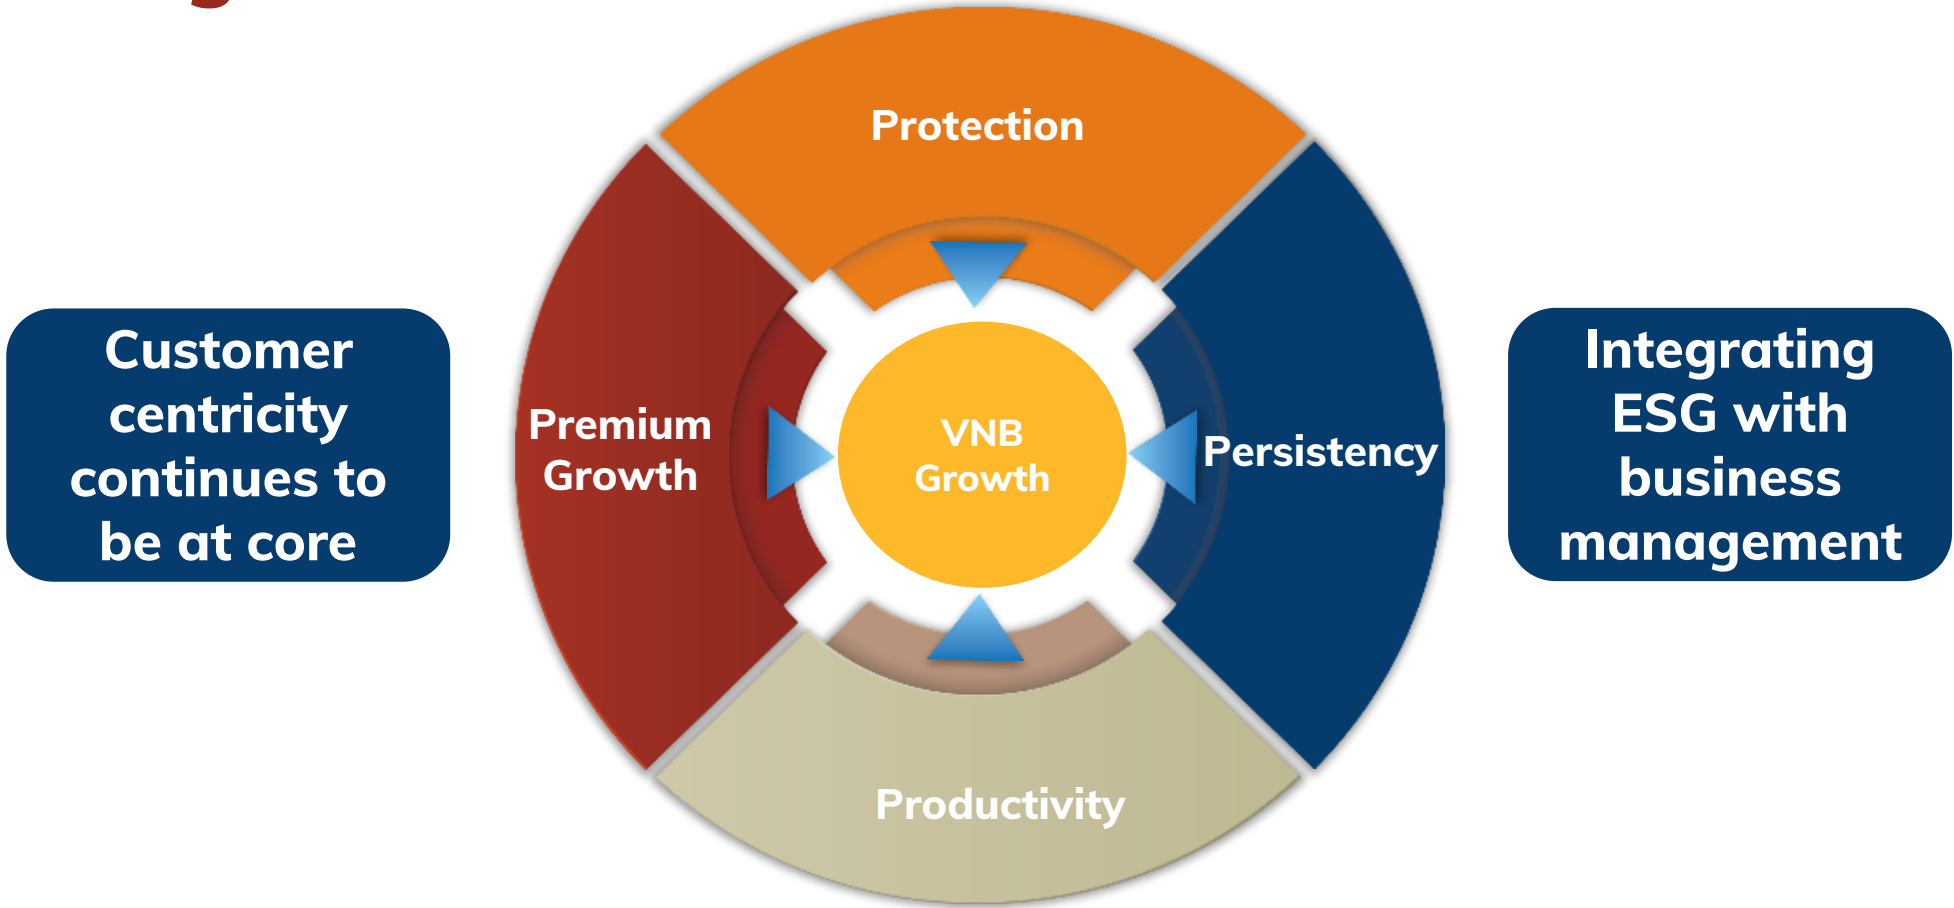 Protection
Customer
centricity
continues to
be at core
Premium
Growth
VNB
Growth
Persistency
Integrating
ESG with
business
management
Productivity